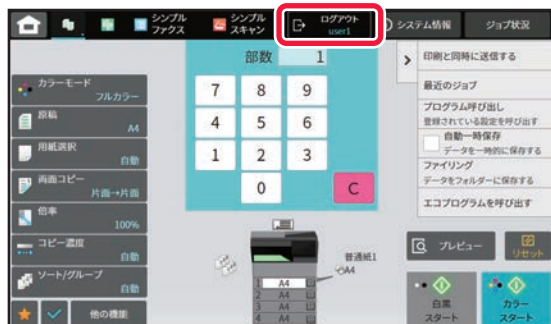 シンプル
ファクス
シンプル
スキャン
ログアウト
user1
システム情報
ジョブ状況
部数 1
カラーモード
フルカラー
原稿
A4
用紙選択
自動
両面コピー
片面→片面
倍率
100%
コピー濃度
自動
ソート/グループ
自動
他の機能
7 8 9
4 5 6
1 2 3
0 C
普通紙1
A4
1 A4
2 A4
3 A4
4 A4
印刷と同時に送信する
最近のジョブ
プログラム呼び出し
登録されている設定を呼び出す
自動一時保存
データを一時的に保存する
ファイリング
データをフォルダーに保存する
エコプログラムを呼び出す
プレビュー
リセット
白黒
スタート
カラー
スタート